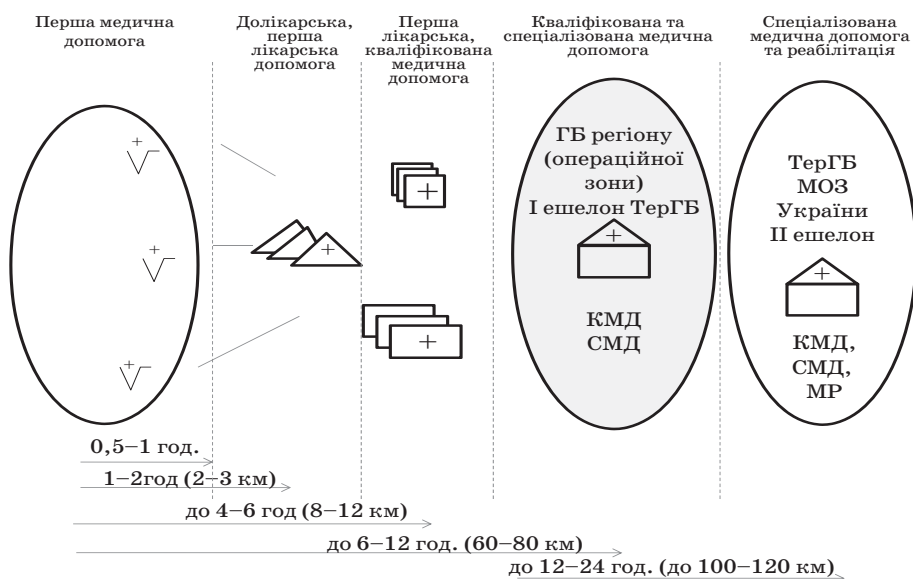 Перша медична
допомога
Долікарська,
перша
лікарська
допомога
Перша
лікарська,
кваліфікована
медична
допомога
Кваліфікована та
спеціалізована медична
допомога
Спеціалізована
медична допомога
та реабілітація
ГБ регіону
(операційної
зони)
І ешелон ТерГБ
КМД
СМД
ТерГБ
МОЗ
України
ІІ ешелон
КМД,
СМД,
МР
0,5–1 год.
1–2год (2–3 км)
до 4–6 год (8–12 км)
до 6–12 год. (60–80 км)
до 12–24 год. (до 100–120 км)